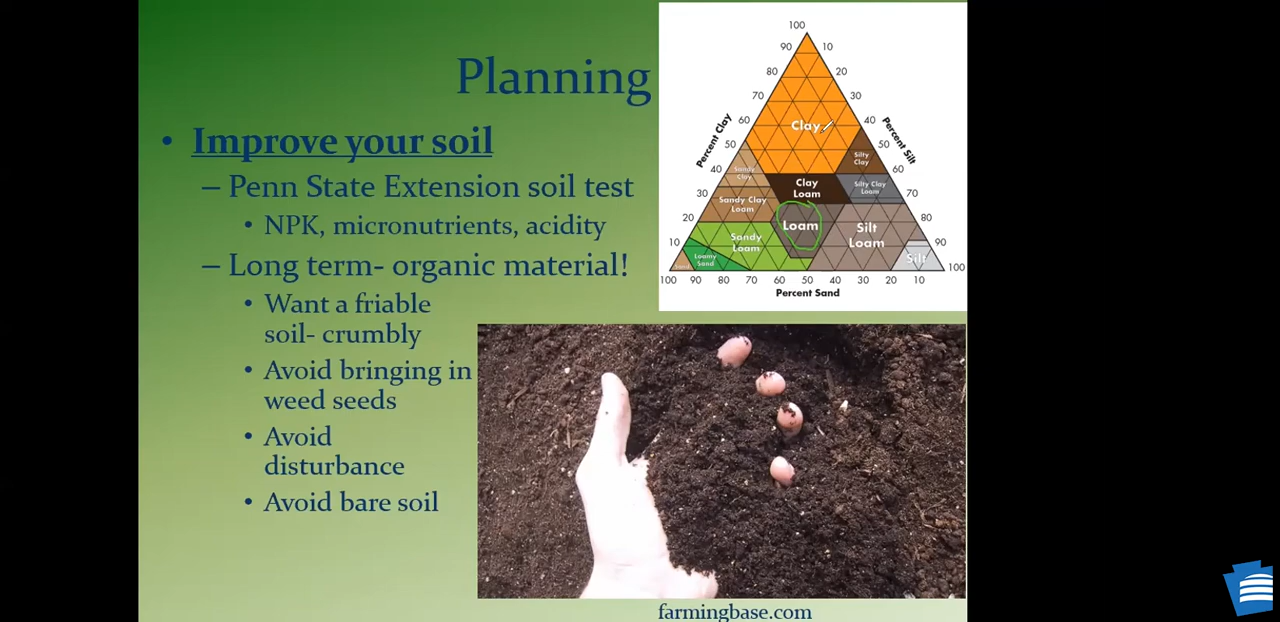 Planning
• Improve your soil
– Penn State Extension soil test
• NPK, micronutrients, acidity
– Long term- organic material!
• Want a friable
soil- crumbly
• Avoid bringing in
weed seeds
• Avoid
disturbance
• Avoid bare soil
100
90 10
80 20
70 30
60 40
50 50
40 60
30 70
20 80
10 90
100
Percent Clay
Percent Silt
Clay
Sandy
Clay
Silty
Clay
Clay
Loam
Silty Clay
Loam
Sandy Clay
Loam
Loam
Silt
Loam
Sandy
Loam
Loamy
Sand
Silt
100 90 80 70 60 50 40 30 20 10
Percent Sand
farmingbase.com